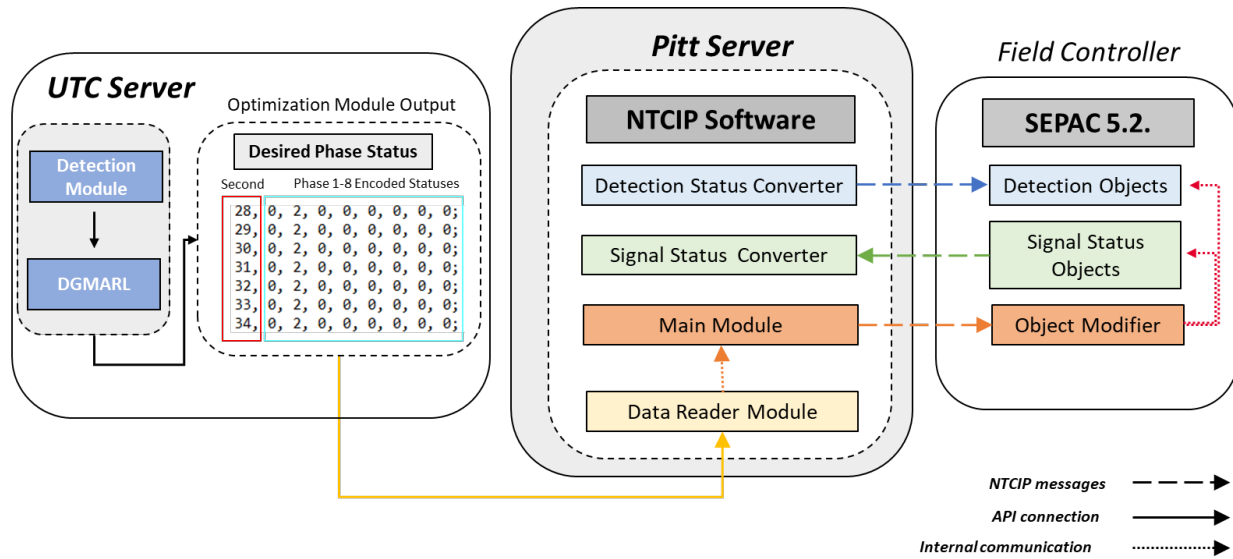 UTC Server
Detection
Module
DGMARL
Optimization Module Output
Desired Phase Status
Second
Phase 1-8 Encoded Statuses
28, 0, 2, 0, 0, 0, 0, 0, 0;
29, 0, 2, 0, 0, 0, 0, 0, 0;
30, 0, 2, 0, 0, 0, 0, 0, 0;
31, 0, 2, 0, 0, 0, 0, 0, 0;
32, 0, 2, 0, 0, 0, 0, 0, 0;
33, 0, 2, 0, 0, 0, 0, 0, 0;
34, 0, 2, 0, 0, 0, 0, 0, 0;
Pitt Server
NTCIP Software
Detection Status Converter
Signal Status Converter
Main Module
Data Reader Module
Field Controller
SEPAC 5.2.
Detection Objects
Signal Status
Objects
Object Modifier
NTCIP messages
API connection
Internal communication